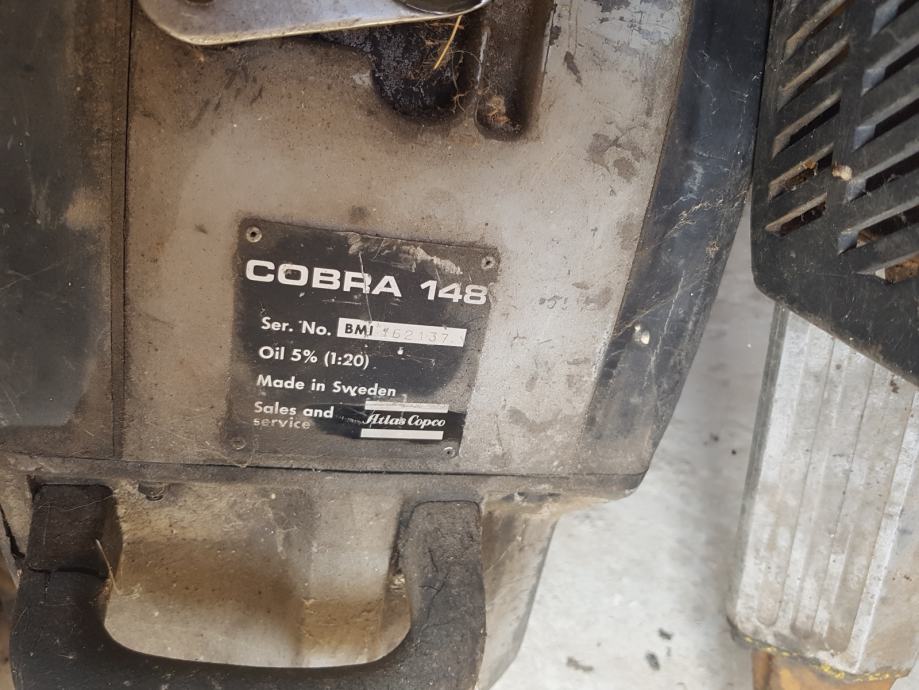 COBRA 148
Ser. No. BMI 162137
Oil 5% (1:20)
Made in Sweden
Sales and
service Atlas Copco